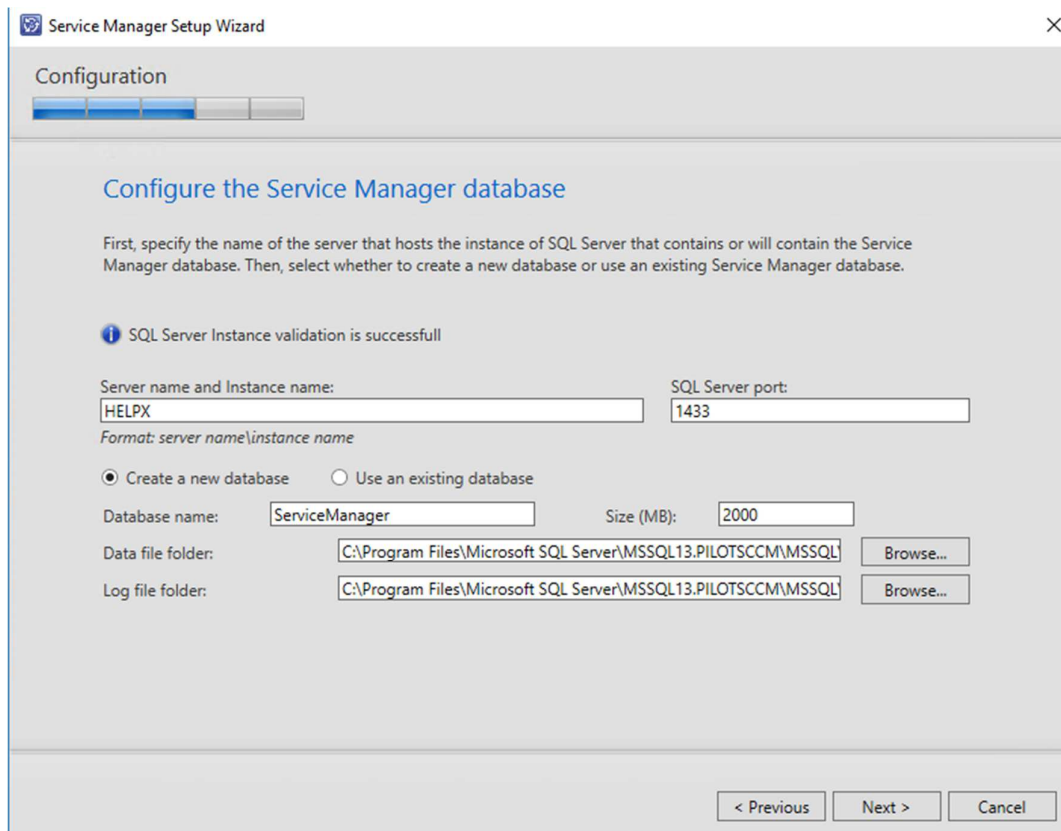 Service Manager Setup Wizard
Configuration
Configure the Service Manager database
First, specify the name of the server that hosts the instance of SQL Server that contains or will contain the Service
Manager database. Then, select whether to create a new database or use an existing Service Manager database.
SQL Server Instance validation is successfull
Server name and Instance name:
SQL Server port:
HELPX
1433
Format: server name\instance name
Create a new database
Use an existing database
Database name:
ServiceManager
Size (MB):
2000
Data file folder:
C:\Program Files\Microsoft SQL Server\MSSQL13.PILOTSCCM\MSSQL\
Browse...
Log file folder:
C:\Program Files\Microsoft SQL Server\MSSQL13.PILOTSCCM\MSSQL\
Browse...
< Previous
Next >
Cancel